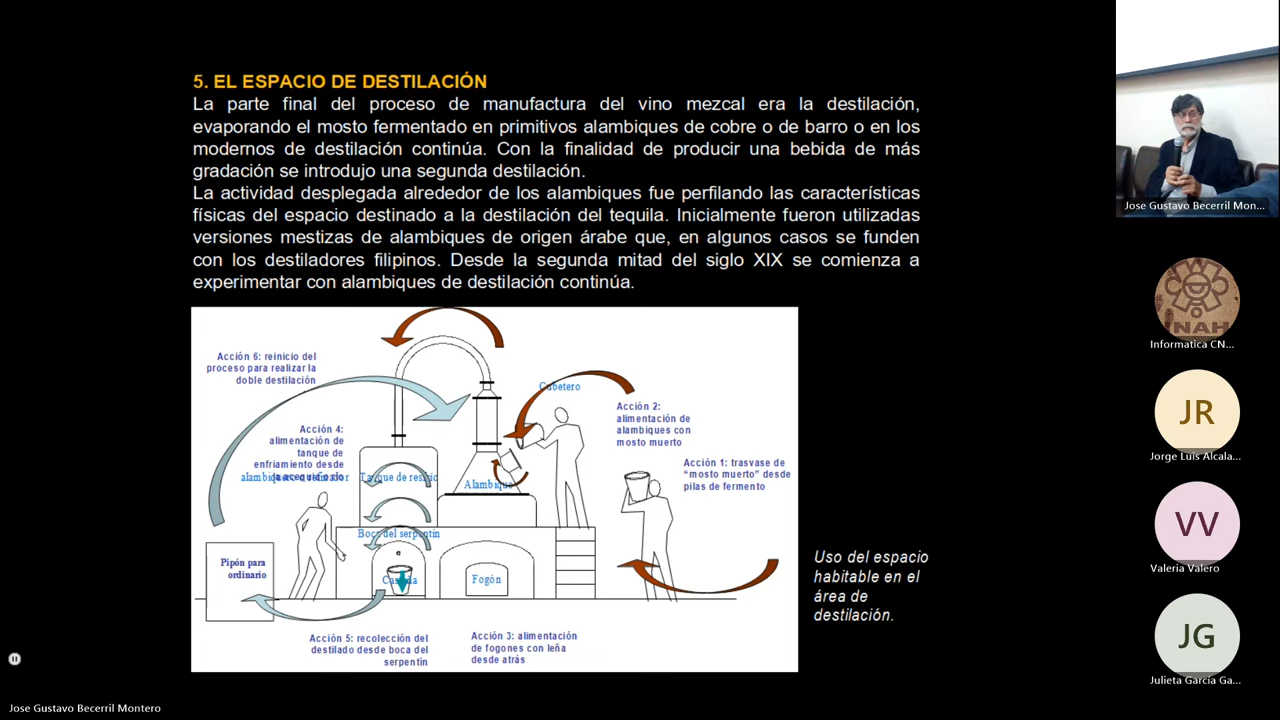 5. EL ESPACIO DE DESTILACIÓN
La parte final del proceso de manufactura del vino mezcal era la destilación,
evaporando el mosto fermentado en primitivos alambiques de cobre o de barro o en los
modernos de destilación continúa. Con la finalidad de producir una bebida de más
gradación se introdujo una segunda destilación.
La actividad desplegada alrededor de los alambiques fue perfilando las características
físicas del espacio destinado a la destilación del tequila. Inicialmente fueron utilizadas
versiones mestizas de alambiques de origen árabe que, en algunos casos se funden
con los destiladores filipinos. Desde la segunda mitad del siglo XIX se comienza a
experimentar con alambiques de destilación continúa.
Acción 6: reinicio del
proceso para realizar la
doble destilación
Cubetero
Acción 2:
alimentación de
alambiques con
mosto muerto
Acción 1: trasvase de
“mosto muerto” desde
pilas de fermento
Acción 4:
alimentación de
tanque de
enfriamiento desde
Alambique
Boca del serpentín
Pipón para
ordinario
Fogón
Acción 5: recolección del
destilado desde boca del
serpentín
Acción 3: alimentación
de fogones con leña
desde atrás
Uso del espacio
habitable en el
área de
destilación.
Jose Gustavo Becerril Mon...
INAH
Informatica CN...
JR
Jorge Luis Alcala...
VV
Valeria Valero
JG
Julieta García Ga...
Jose Gustavo Becerril Montero